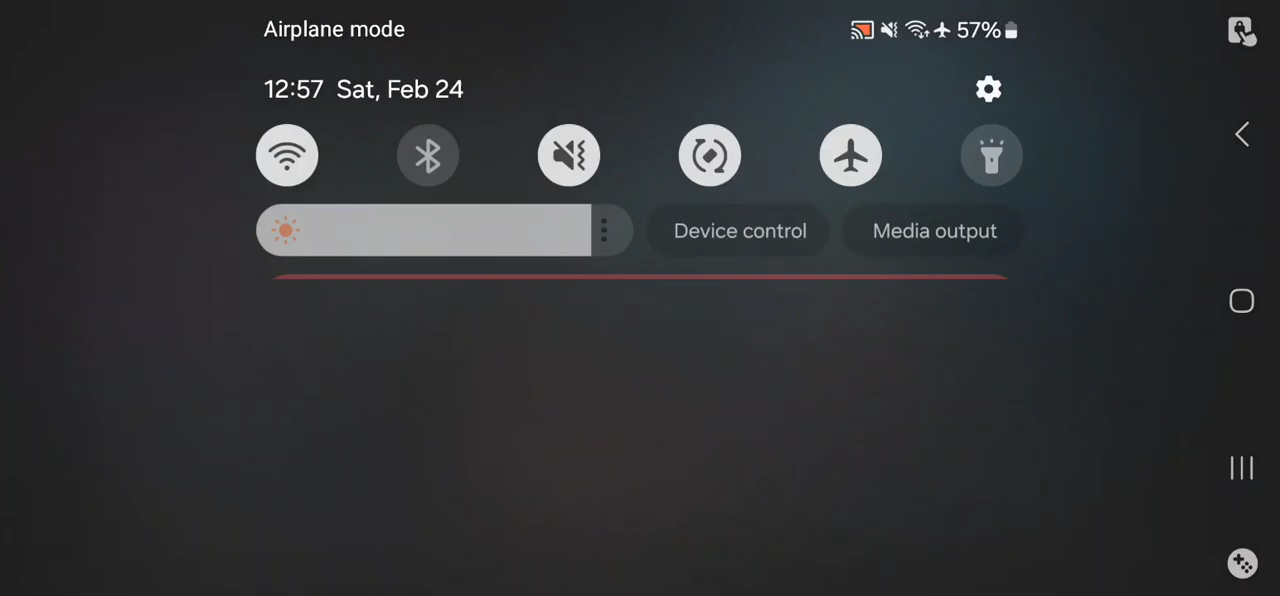 Airplane mode
57%
12:57 Sat, Feb 24
Device control
Media output